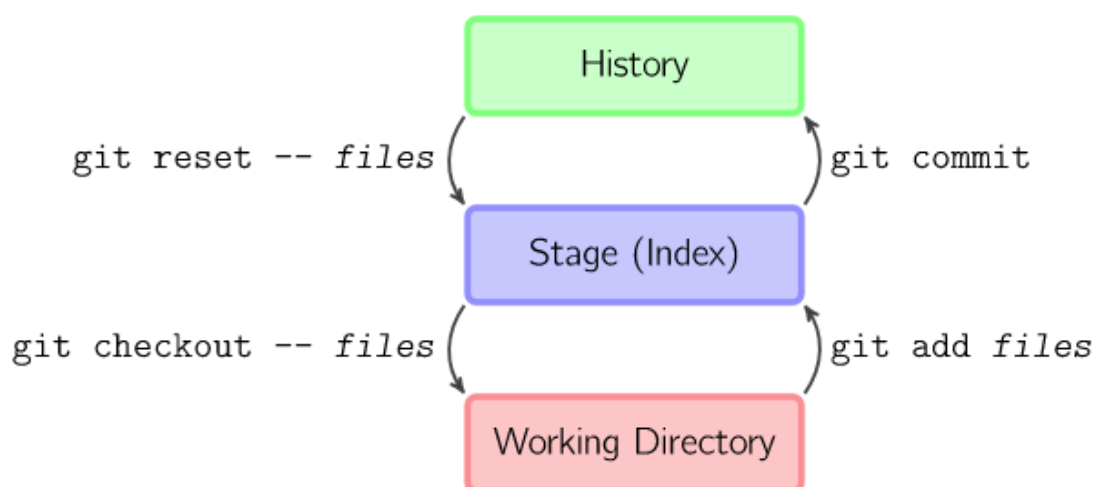 History
git reset -- files
git commit
Stage (Index)
git checkout -- files
git add files
Working Directory